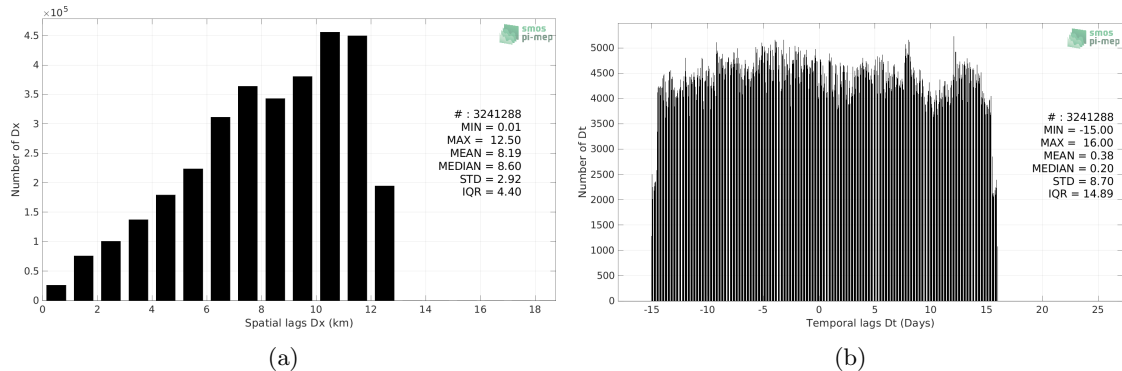 ×10⁵
4.5
4
3.5
3
2.5
2
1.5
1
0.5
0
0 2 4 6 8 10 12 14 16 18
Number of Dx
Spatial lags Dx (km)
smos
pi-mep
# : 3241288
MIN = 0.01
MAX = 12.50
MEAN = 8.19
MEDIAN = 8.60
STD = 2.92
IQR = 4.40
(a)
5000
4500
4000
3500
3000
2500
2000
1500
1000
500
0
-15 -10 -5 0 5 10 15 20 25
Number of Dt
Temporal lags Dt (Days)
smos
pi-mep
# : 3241288
MIN = -15.00
MAX = 16.00
MEAN = 0.38
MEDIAN = 0.20
STD = 8.70
IQR = 14.89
(b)